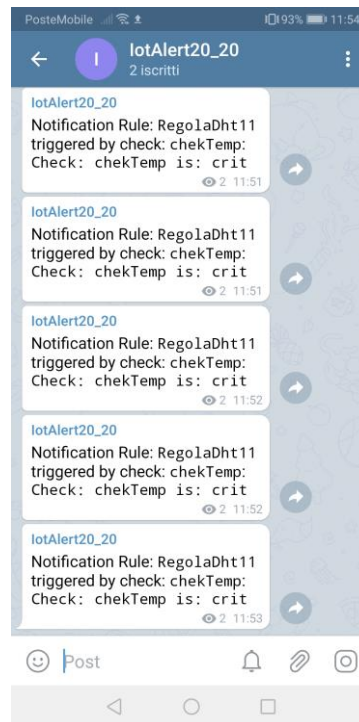 PosteMobile 93% 11:54
I
IotAlert20_20
2 iscritti
IotAlert20_20
Notification Rule: RegolaDht11
triggered by check: chekTemp:
Check: chekTemp is: crit
2 11:51
IotAlert20_20
Notification Rule: RegolaDht11
triggered by check: chekTemp:
Check: chekTemp is: crit
2 11:51
IotAlert20_20
Notification Rule: RegolaDht11
triggered by check: chekTemp:
Check: chekTemp is: crit
2 11:52
IotAlert20_20
Notification Rule: RegolaDht11
triggered by check: chekTemp:
Check: chekTemp is: crit
2 11:52
IotAlert20_20
Notification Rule: RegolaDht11
triggered by check: chekTemp:
Check: chekTemp is: crit
2 11:53
Post